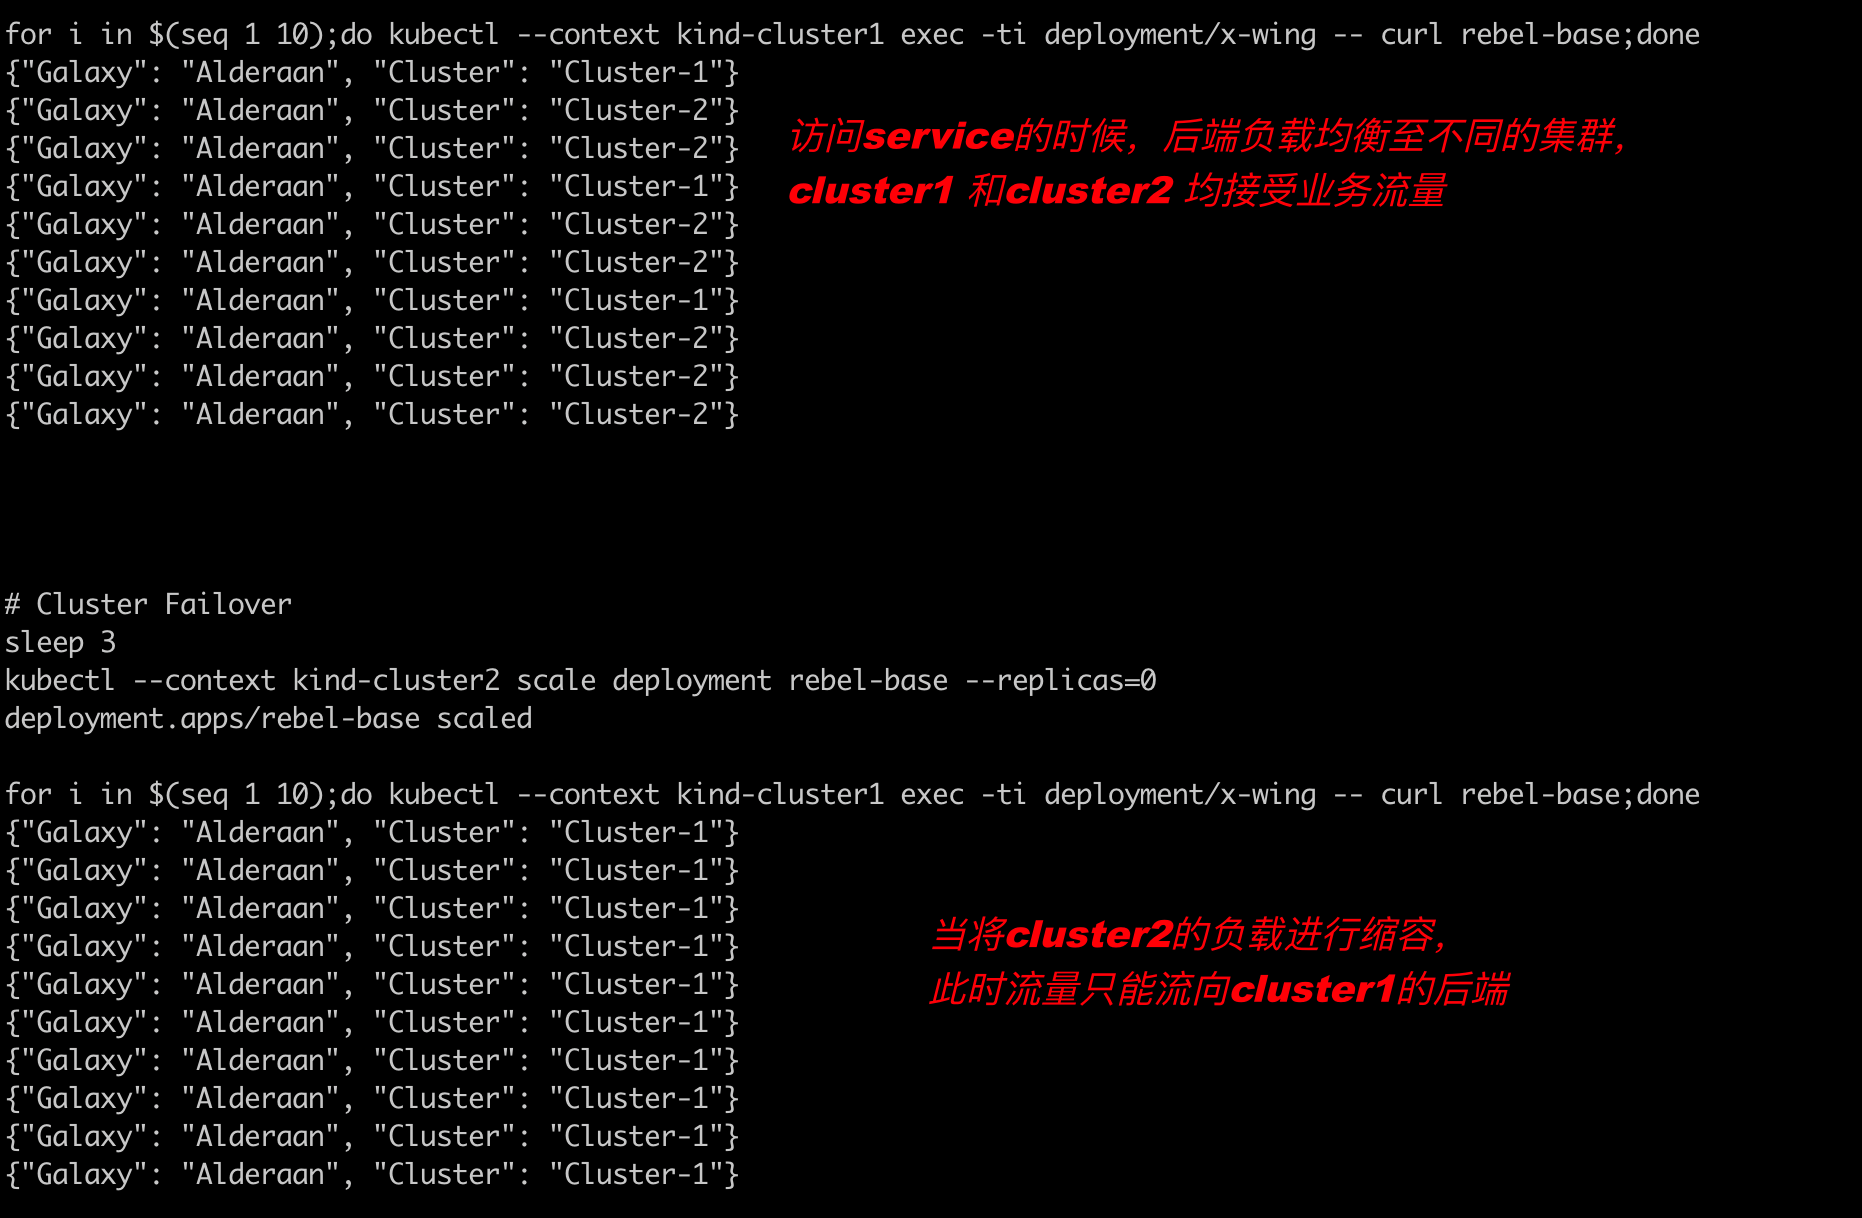 for i in $(seq 1 10);do kubectl --context kind-cluster1 exec -ti deployment/x-wing -- curl rebel-base;done
{"Galaxy": "Alderaan", "Cluster": "Cluster-1"}
{"Galaxy": "Alderaan", "Cluster": "Cluster-2"}
{"Galaxy": "Alderaan", "Cluster": "Cluster-2"}
{"Galaxy": "Alderaan", "Cluster": "Cluster-1"}
{"Galaxy": "Alderaan", "Cluster": "Cluster-2"}
{"Galaxy": "Alderaan", "Cluster": "Cluster-2"}
{"Galaxy": "Alderaan", "Cluster": "Cluster-1"}
{"Galaxy": "Alderaan", "Cluster": "Cluster-2"}
{"Galaxy": "Alderaan", "Cluster": "Cluster-2"}
{"Galaxy": "Alderaan", "Cluster": "Cluster-2"}
访问service的时候，后端负载均衡至不同的集群，
cluster1 和cluster2 均接受业务流量
# Cluster Failover
sleep 3
kubectl --context kind-cluster2 scale deployment rebel-base --replicas=0
deployment.apps/rebel-base scaled
for i in $(seq 1 10);do kubectl --context kind-cluster1 exec -ti deployment/x-wing -- curl rebel-base;done
{"Galaxy": "Alderaan", "Cluster": "Cluster-1"}
{"Galaxy": "Alderaan", "Cluster": "Cluster-1"}
{"Galaxy": "Alderaan", "Cluster": "Cluster-1"}
{"Galaxy": "Alderaan", "Cluster": "Cluster-1"}
{"Galaxy": "Alderaan", "Cluster": "Cluster-1"}
{"Galaxy": "Alderaan", "Cluster": "Cluster-1"}
{"Galaxy": "Alderaan", "Cluster": "Cluster-1"}
{"Galaxy": "Alderaan", "Cluster": "Cluster-1"}
{"Galaxy": "Alderaan", "Cluster": "Cluster-1"}
{"Galaxy": "Alderaan", "Cluster": "Cluster-1"}
当将cluster2的负载进行缩容，
此时流量只能流向cluster1的后端